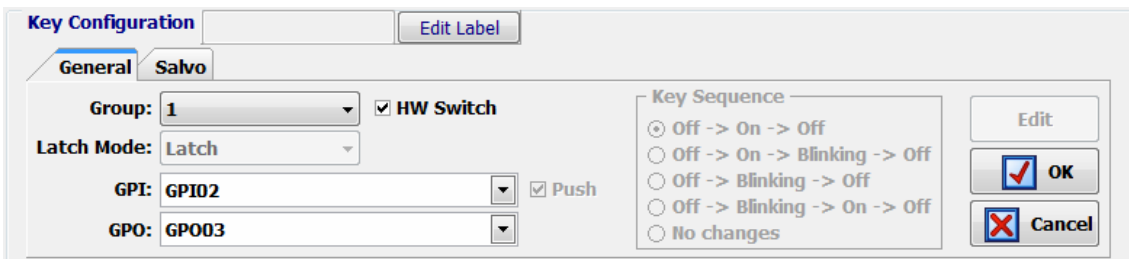 Key Configuration Edit Label
General Salvo
Group: 1 HW Switch
Latch Mode: Latch
GPI: GPI02 Push
GPO: GPO03
Key Sequence
Off -> On -> Off
Off -> On -> Blinking -> Off
Off -> Blinking -> Off
Off -> Blinking -> On -> Off
No changes
Edit
OK
Cancel